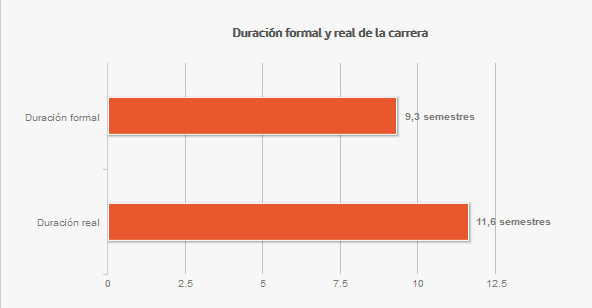 Duración formal y real de la carrera
Duración formal
9,3 semestres
Duración real
11,6 semestres
0 2.5 5 7.5 10 12.5